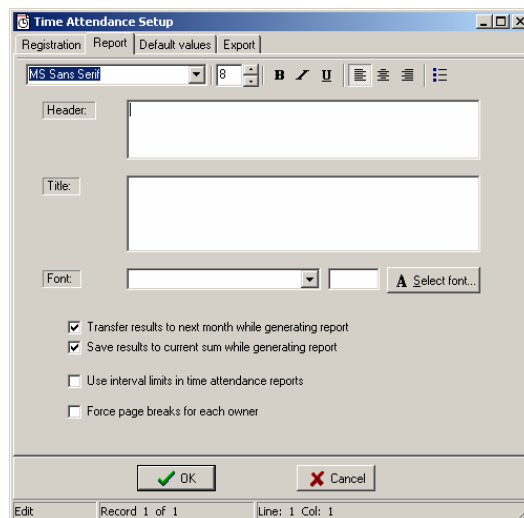 Time Attendance Setup
Registration Report Default values Export
MS Sans Serif 8 B I U
Header:
Title:
Font: A Select font...
Transfer results to next month while generating report
Save results to current sum while generating report
Use interval limits in time attendance reports
Force page breaks for each owner
OK Cancel
Edit Record 1 of 1 Line: 1 Col: 1